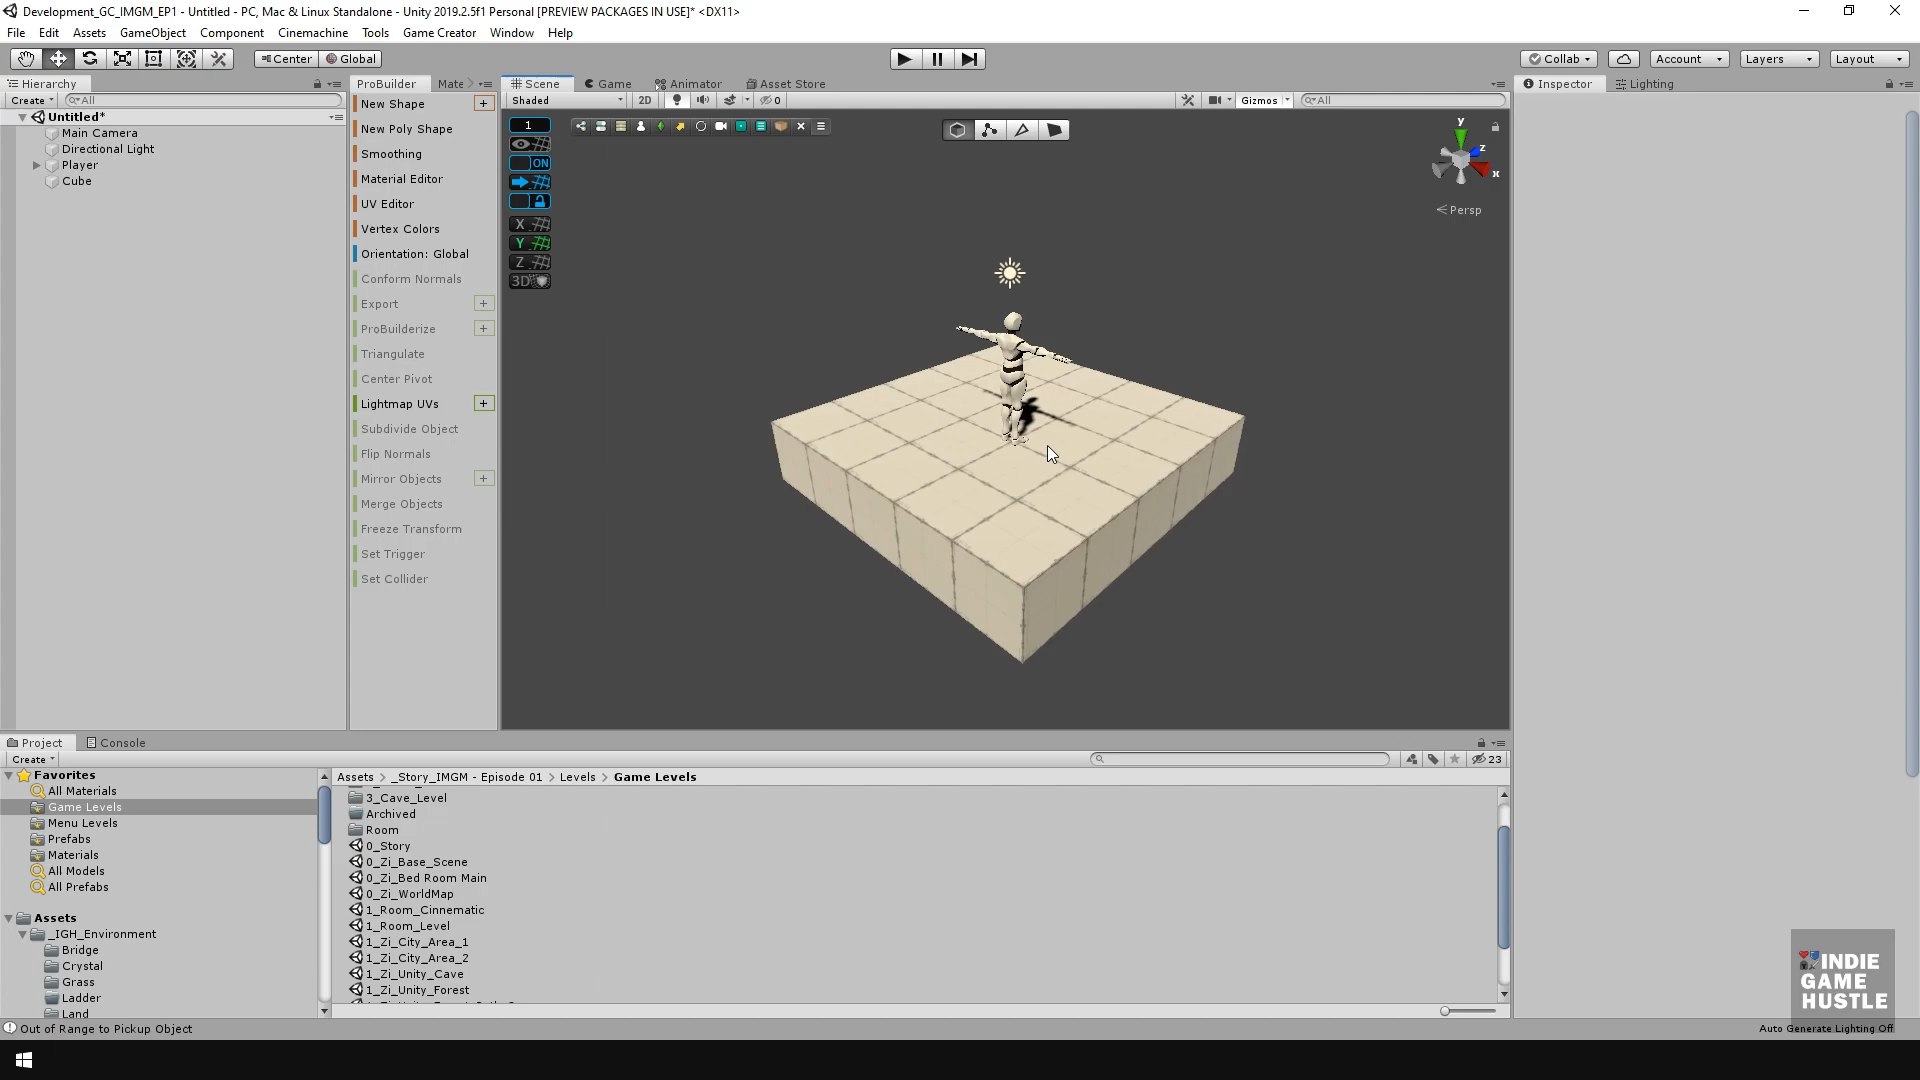 Development_GC_IMGM_EP1 - Untitled - PC, Mac & Linux Standalone - Unity 2019.2.5f1 Personal [PREVIEW PACKAGES IN USE]* <DX11>
File Edit Assets GameObject Component Cinemachine Tools Game Creator Window Help
Center Global Collab Account Layers Layout
Hierarchy
Create All
Untitled*
Main Camera
Directional Light
Player
Cube
ProBuilder Mate
New Shape +
New Poly Shape
Smoothing
Material Editor
UV Editor
Vertex Colors
Orientation: Global
Conform Normals
Export +
ProBuilderize +
Triangulate
Center Pivot
Lightmap UVs +
Subdivide Object
Flip Normals
Mirror Objects +
Merge Objects
Freeze Transform
Set Trigger
Set Collider
Scene Game Animator Asset Store
Shaded 2D 0 Gizmos All
1
ON
X
Y
Z
3D
y
z
x
Persp
Inspector Lighting
Project Console
Create 23
Favorites
All Materials
Game Levels
Menu Levels
Prefabs
Materials
All Models
All Prefabs
Assets
_IGH_Environment
Bridge
Crystal
Grass
Ladder
Land
Assets > _Story_IMGM - Episode 01 > Levels > Game Levels
3_Cave_Level
Archived
Room
0_Story
0_Zi_Base_Scene
0_Zi_Bed Room Main
0_Zi_WorldMap
1_Room_Cinnematic
1_Room_Level
1_Zi_City_Area_1
1_Zi_City_Area_2
1_Zi_Unity_Cave
1_Zi_Unity_Forest
INDIE
GAME
HUSTLE
Out of Range to Pickup Object
Auto Generate Lighting Off